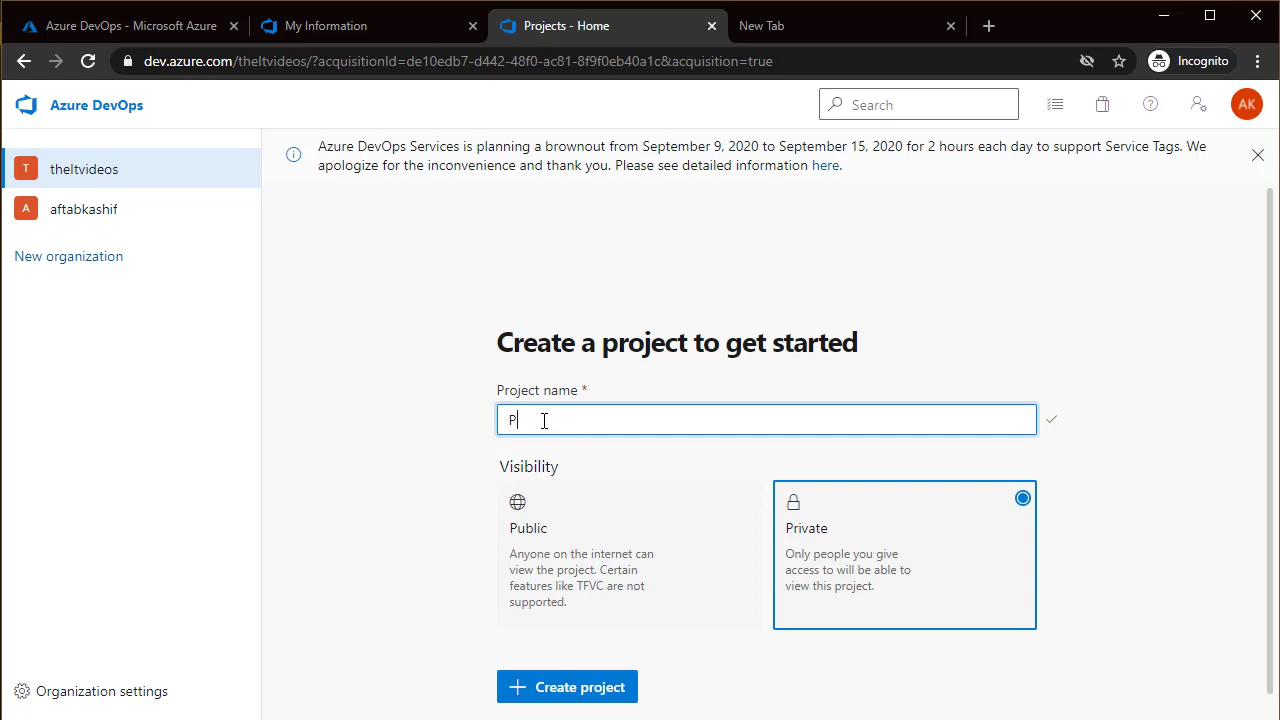 Azure DevOps - Microsoft Azure
My Information
Projects - Home
New Tab
dev.azure.com/theltvideos/?acquisitionId=de10edb7-d442-48f0-ac81-8f9f0eb40a1c&acquisition=true
Incognito
Azure DevOps
Search
AK
T theltvideos
A aftabkashif
New organization
Azure DevOps Services is planning a brownout from September 9, 2020 to September 15, 2020 for 2 hours each day to support Service Tags. We
apologize for the inconvenience and thank you. Please see detailed information here.
Create a project to get started
Project name *
P
Visibility
Public
Anyone on the internet can
view the project. Certain
features like TFVC are not
supported.
Private
Only people you give
access to will be able to
view this project.
Create project
Organization settings